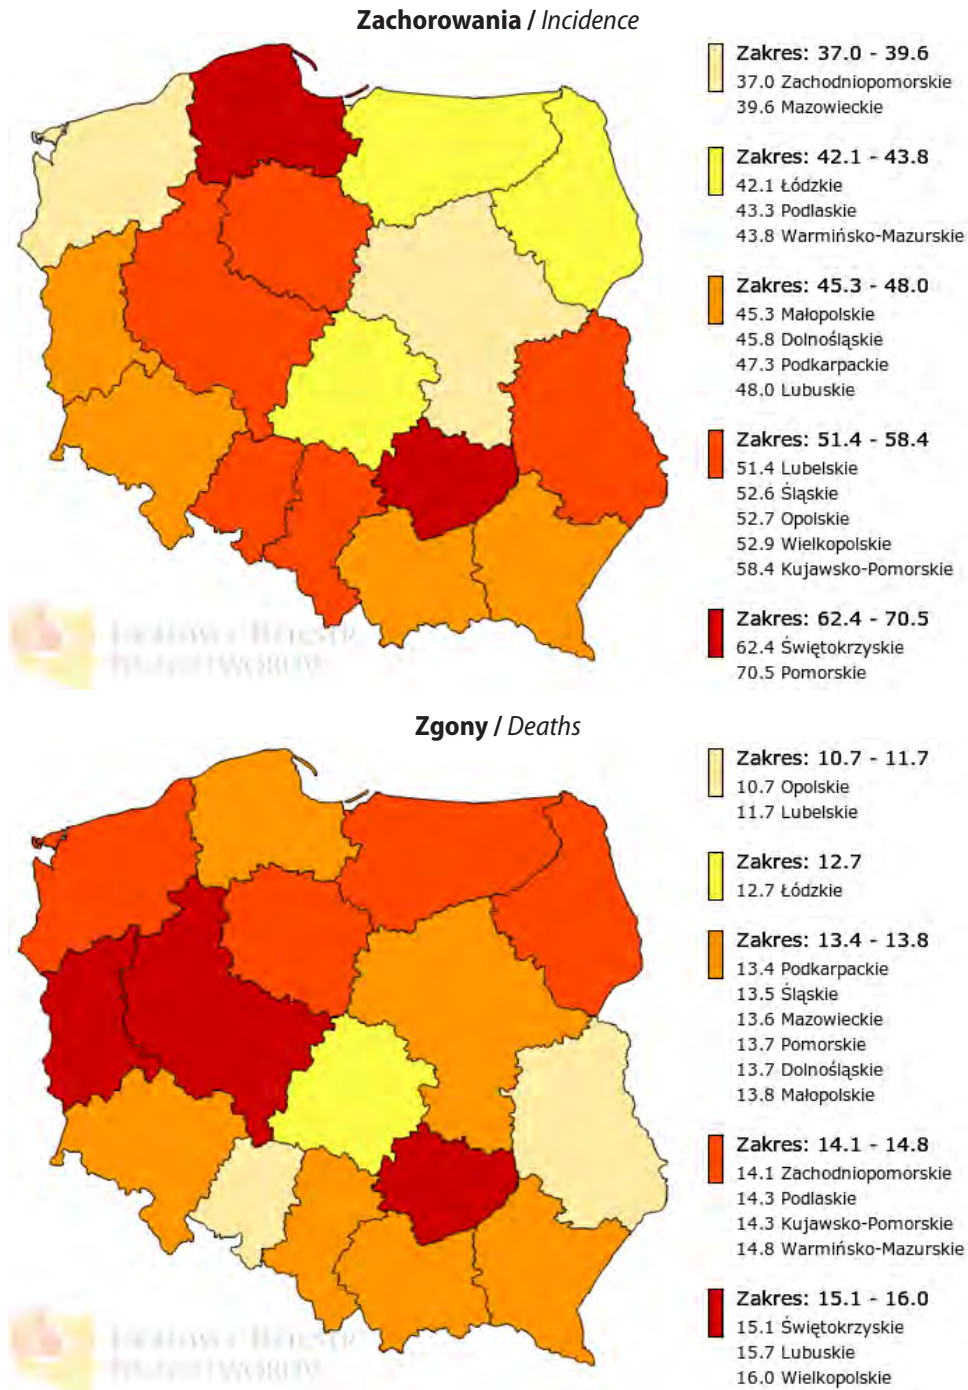 Zachorowania / Incidence
Zakres: 37.0 - 39.6
37.0 Zachodniopomorskie
39.6 Mazowieckie
Zakres: 42.1 - 43.8
42.1 Łódzkie
43.3 Podlaskie
43.8 Warmińsko-Mazurskie
Zakres: 45.3 - 48.0
45.3 Małopolskie
45.8 Dolnośląskie
47.3 Podkarpackie
48.0 Lubuskie
Zakres: 51.4 - 58.4
51.4 Lubelskie
52.6 Śląskie
52.7 Opolskie
52.9 Wielkopolskie
58.4 Kujawsko-Pomorskie
Zakres: 62.4 - 70.5
62.4 Świętokrzyskie
70.5 Pomorskie
Zgony / Deaths
Zakres: 10.7 - 11.7
10.7 Opolskie
11.7 Lubelskie
Zakres: 12.7
12.7 Łódzkie
Zakres: 13.4 - 13.8
13.4 Podkarpackie
13.5 Śląskie
13.6 Mazowieckie
13.7 Pomorskie
13.7 Dolnośląskie
13.8 Małopolskie
Zakres: 14.1 - 14.8
14.1 Zachodniopomorskie
14.3 Podlaskie
14.3 Kujawsko-Pomorskie
14.8 Warmińsko-Mazurskie
Zakres: 15.1 - 16.0
15.1 Świętokrzyskie
15.7 Lubuskie
16.0 Wielkopolskie